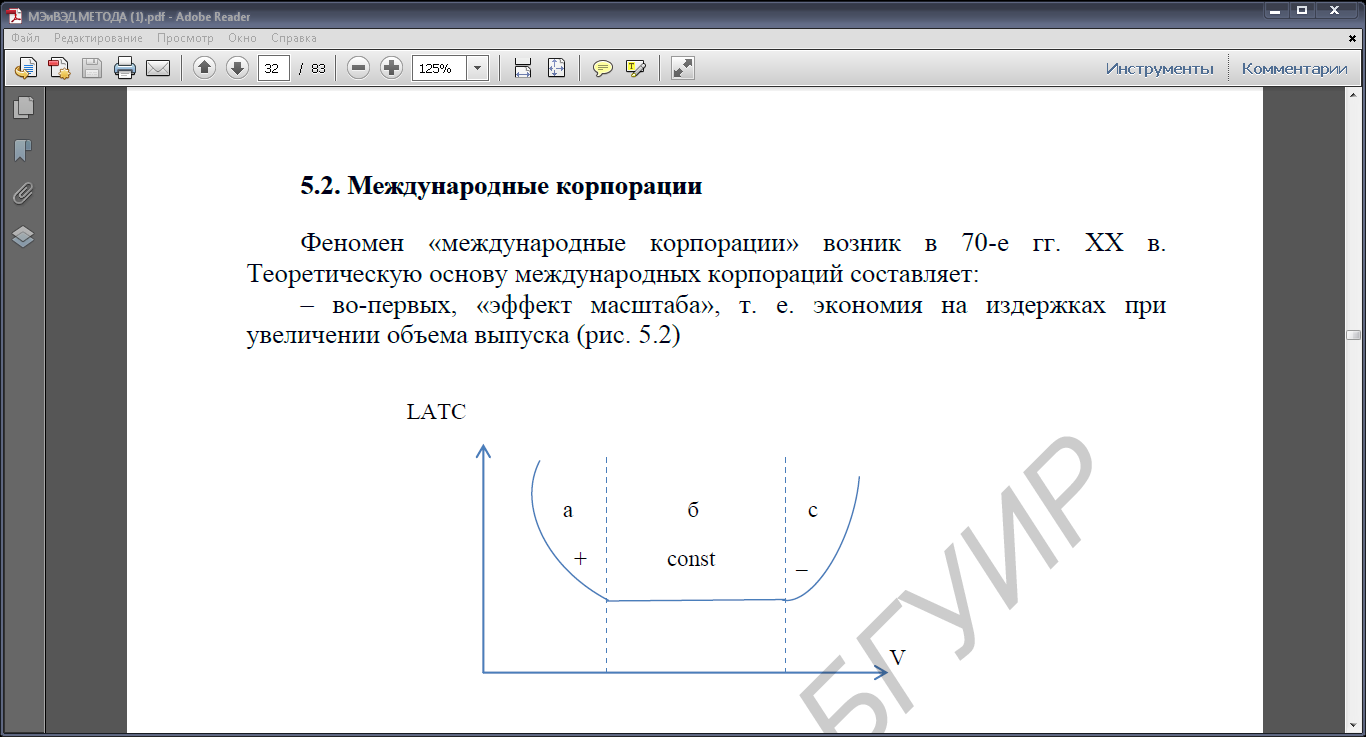 МЭиВЭД МЕТОДА (1).pdf - Adobe Reader
Файл Редактирование Просмотр Окно Справка
32 / 83 125% Инструменты Комментарии
5.2. Международные корпорации
Феномен «международные корпорации» возник в 70-е гг. XX в.
Теоретическую основу международных корпораций составляет:
– во-первых, «эффект масштаба», т. е. экономия на издержках при
увеличении объема выпуска (рис. 5.2)
LATC
а б с
+ const –
V
БГУИР